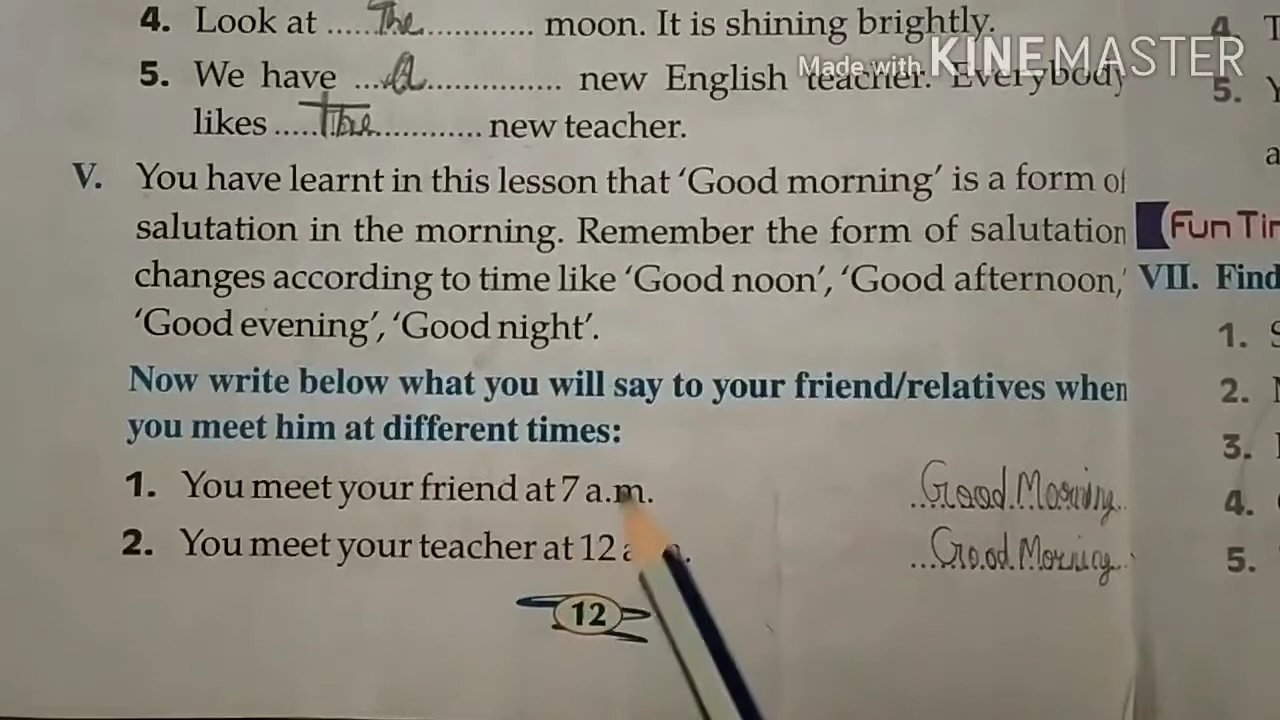 4. Look at ......The............ moon. It is shining brightly.
5. We have ....a................ new English teacher. Everybody
likes .....The............ new teacher.
Made with KINEMASTER
V. You have learnt in this lesson that 'Good morning' is a form of
salutation in the morning. Remember the form of salutation
changes according to time like 'Good noon', 'Good afternoon,'
'Good evening', 'Good night'.
Now write below what you will say to your friend/relatives when
you meet him at different times:
1. You meet your friend at 7 a.m. ...Good Morning..
2. You meet your teacher at 12 ...Good Morning..
12
4.
5.
Fun
VII. Find
1.
2.
3.
4.
5.